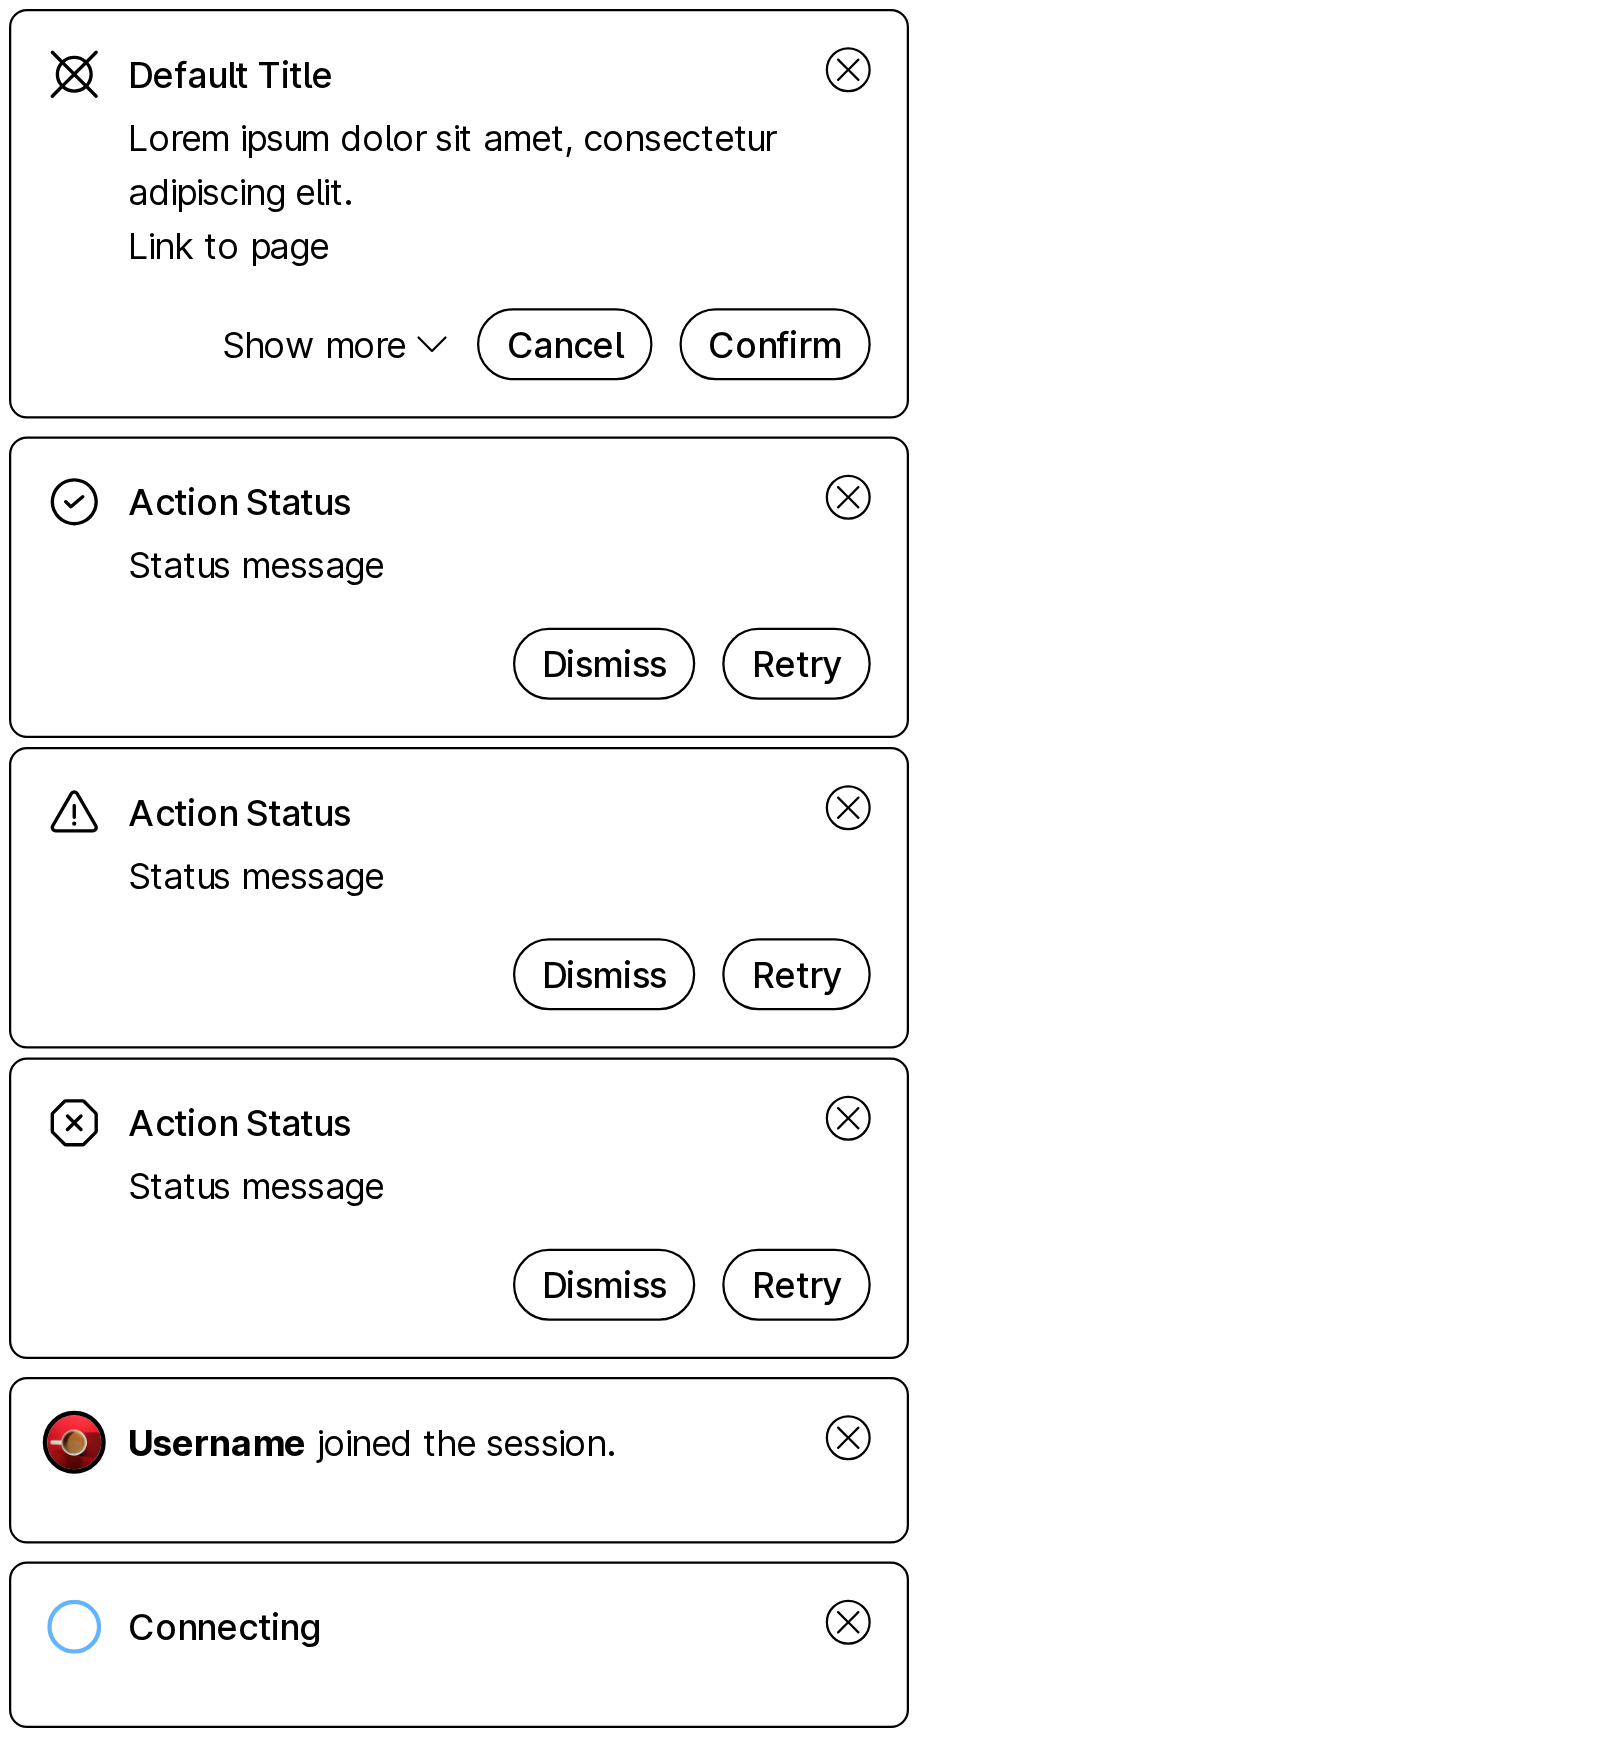 Default Title
Lorem ipsum dolor sit amet, consectetur
adipiscing elit.
Link to page
Show more Cancel Confirm
Action Status
Status message
Dismiss Retry
Action Status
Status message
Dismiss Retry
Action Status
Status message
Dismiss Retry
Username joined the session.
Connecting